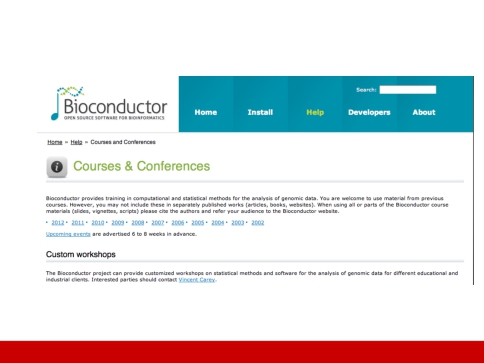 Bioconductor
OPEN SOURCE SOFTWARE FOR BIOINFORMATICS
Search:
Home Install Help Developers About
Home » Help » Courses and Conferences
Courses & Conferences
Bioconductor provides training in computational and statistical methods for the analysis of genomic data. You are welcome to use material from previous
courses. However, you may not include these in separately published works (articles, books, websites). When using all or parts of the Bioconductor course
materials (slides, vignettes, scripts) please cite the authors and refer your audience to the Bioconductor website.
• 2012 • 2011 • 2010 • 2009 • 2008 • 2007 • 2006 • 2005 • 2004 • 2003 • 2002
Upcoming events are advertised 6 to 8 weeks in advance.
Custom workshops
The Bioconductor project can provide customized workshops on statistical methods and software for the analysis of genomic data for different educational and
industrial clients. Interested parties should contact Vincent Carey.